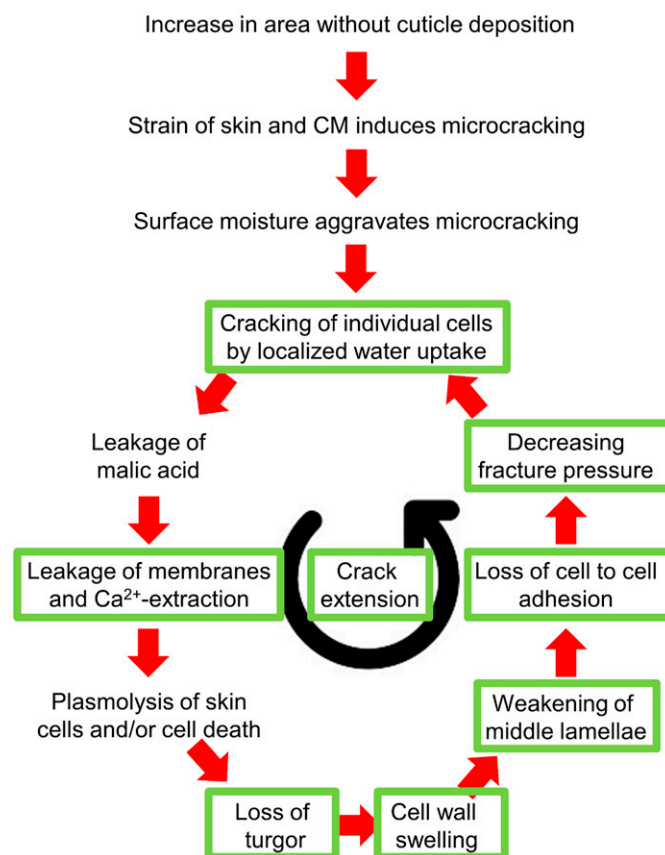 Increase in area without cuticle deposition
Strain of skin and CM induces microcracking
Surface moisture aggravates microcracking
Cracking of individual cells
by localized water uptake
Leakage of
malic acid
Leakage of membranes
and Ca²⁺-extraction
Plasmolysis of skin
cells and/or cell death
Loss of
turgor
Cell wall
swelling
Weakening of
middle lamellae
Loss of cell to cell
adhesion
Decreasing
fracture pressure
Crack
extension